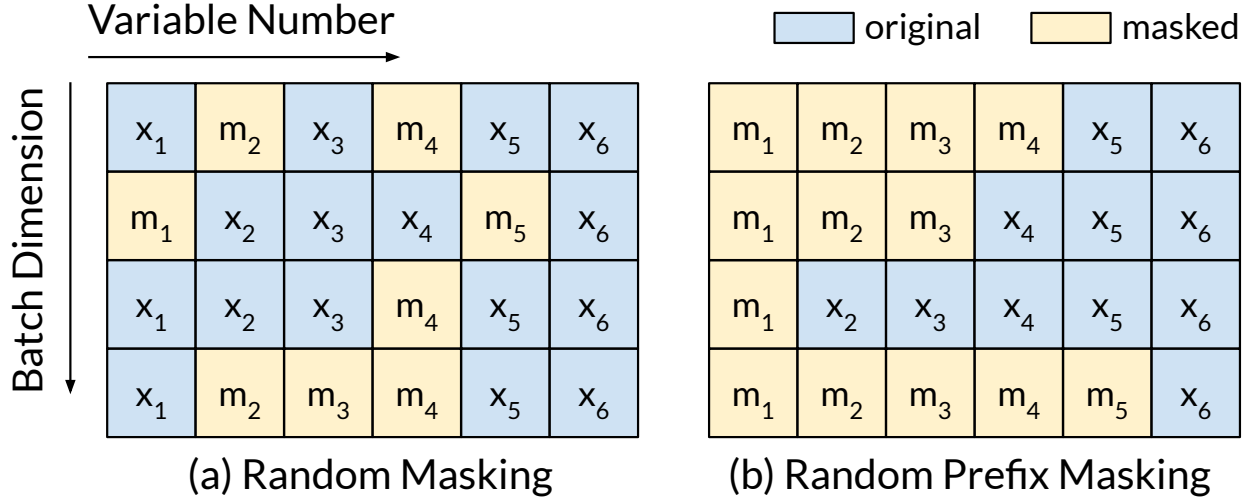 Variable Number
original masked
Batch Dimension
x₁ m₂ x₃ m₄ x₅ x₆
m₁ x₂ x₃ x₄ m₅ x₆
x₁ x₂ x₃ m₄ x₅ x₆
x₁ m₂ m₃ m₄ x₅ x₆
(a) Random Masking
m₁ m₂ m₃ m₄ x₅ x₆
m₁ m₂ m₃ x₄ x₅ x₆
m₁ x₂ x₃ x₄ x₅ x₆
m₁ m₂ m₃ m₄ m₅ x₆
(b) Random Prefix Masking